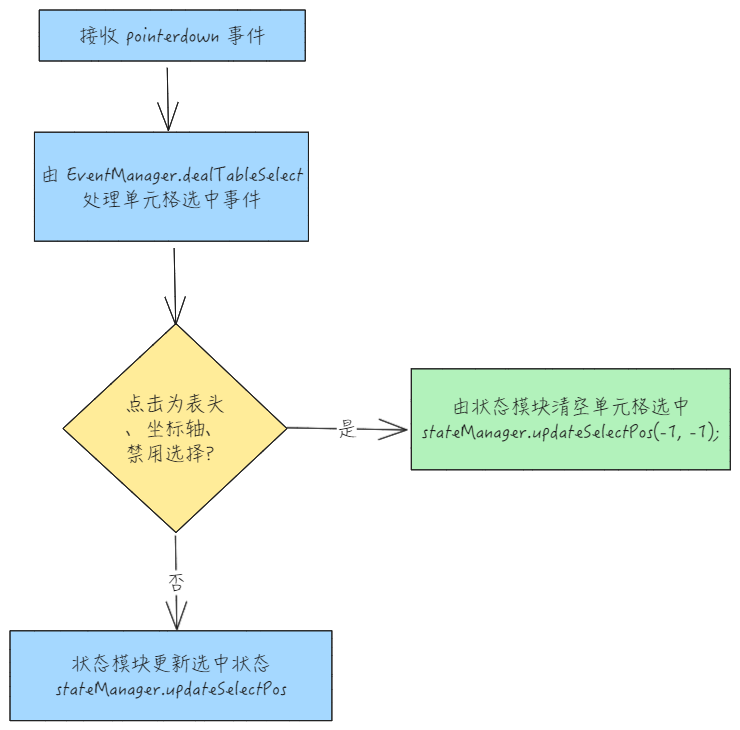 接收 pointerdown 事件
由 EventManager.dealTableSelect
处理单元格选中事件
点击为表头
、坐标轴、
禁用选择?
是
由状态模块清空单元格选中
stateManager.updateSelectPos(-1, -1);
否
状态模块更新选中状态
stateManager.updateSelectPos